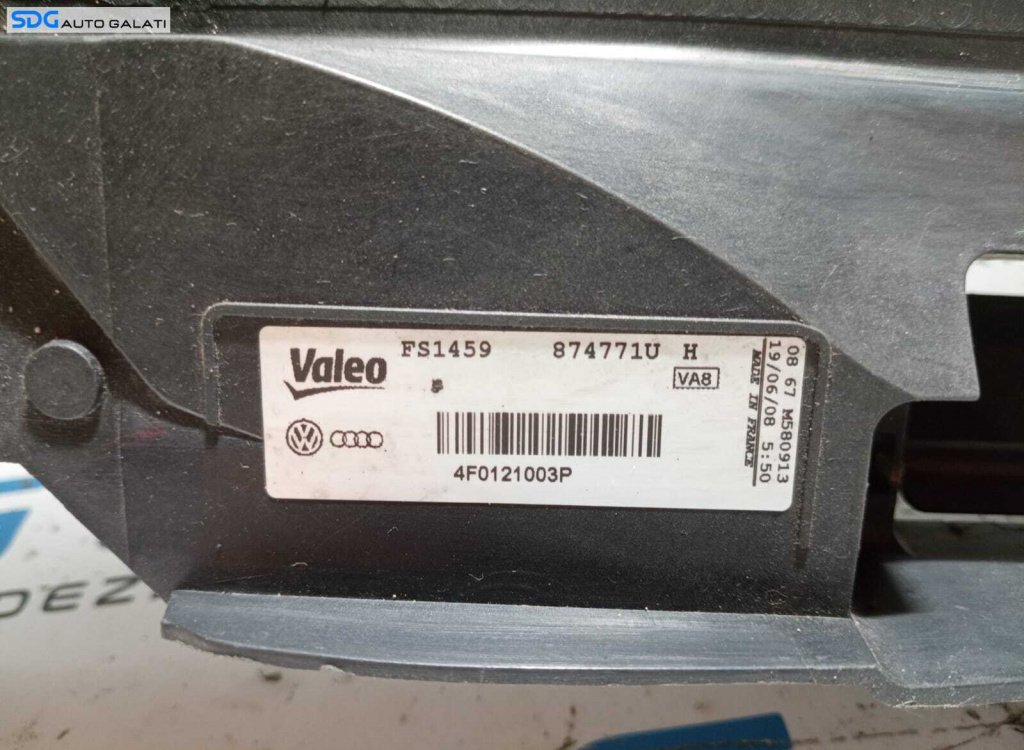 SDG AUTO GALATI
Valeo FS1459 874771U H
VA8
4F0121003P
08 67 M580913
19/06/08 5:50
MADE IN FRANCE
DEZ